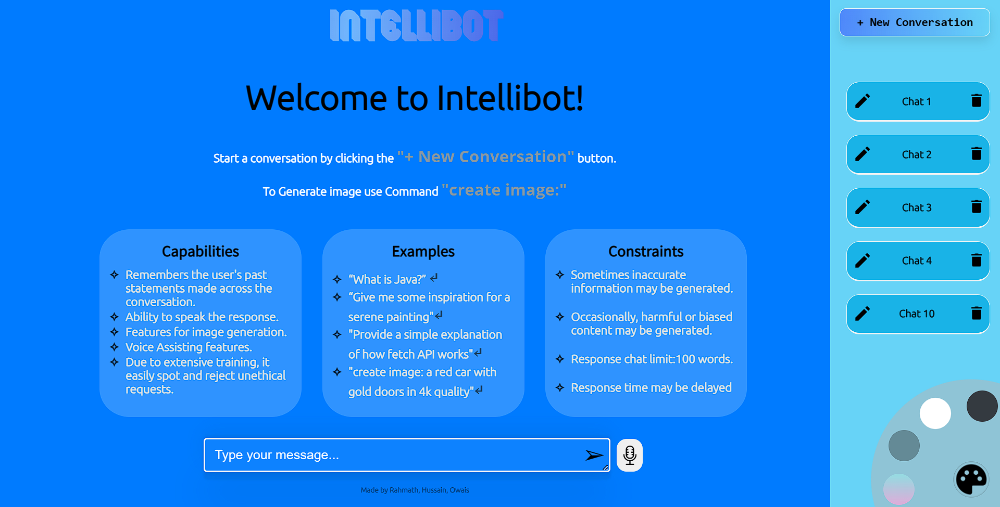 INTELLIBOT
Welcome to Intellibot!
Start a conversation by clicking the "+ New Conversation" button.
To Generate image use Command "create image:"
Capabilities
Remembers the user's past
statements made across the
conversation.
Ability to speak the response.
Features for image generation.
Voice Assisting features.
Due to extensive training, it
easily spot and reject unethical
requests.
Examples
“What is Java?”
“Give me some inspiration for a
serene painting"
"Provide a simple explanation
of how fetch API works"
"create image: a red car with
gold doors in 4k quality"
Constraints
Sometimes inaccurate
information may be generated.
Occasionally, harmful or biased
content may be generated.
Response chat limit:100 words.
Response time may be delayed
Type your message...
Made by Rahmath, Hussain, Owais
+ New Conversation
Chat 1
Chat 2
Chat 3
Chat 4
Chat 10